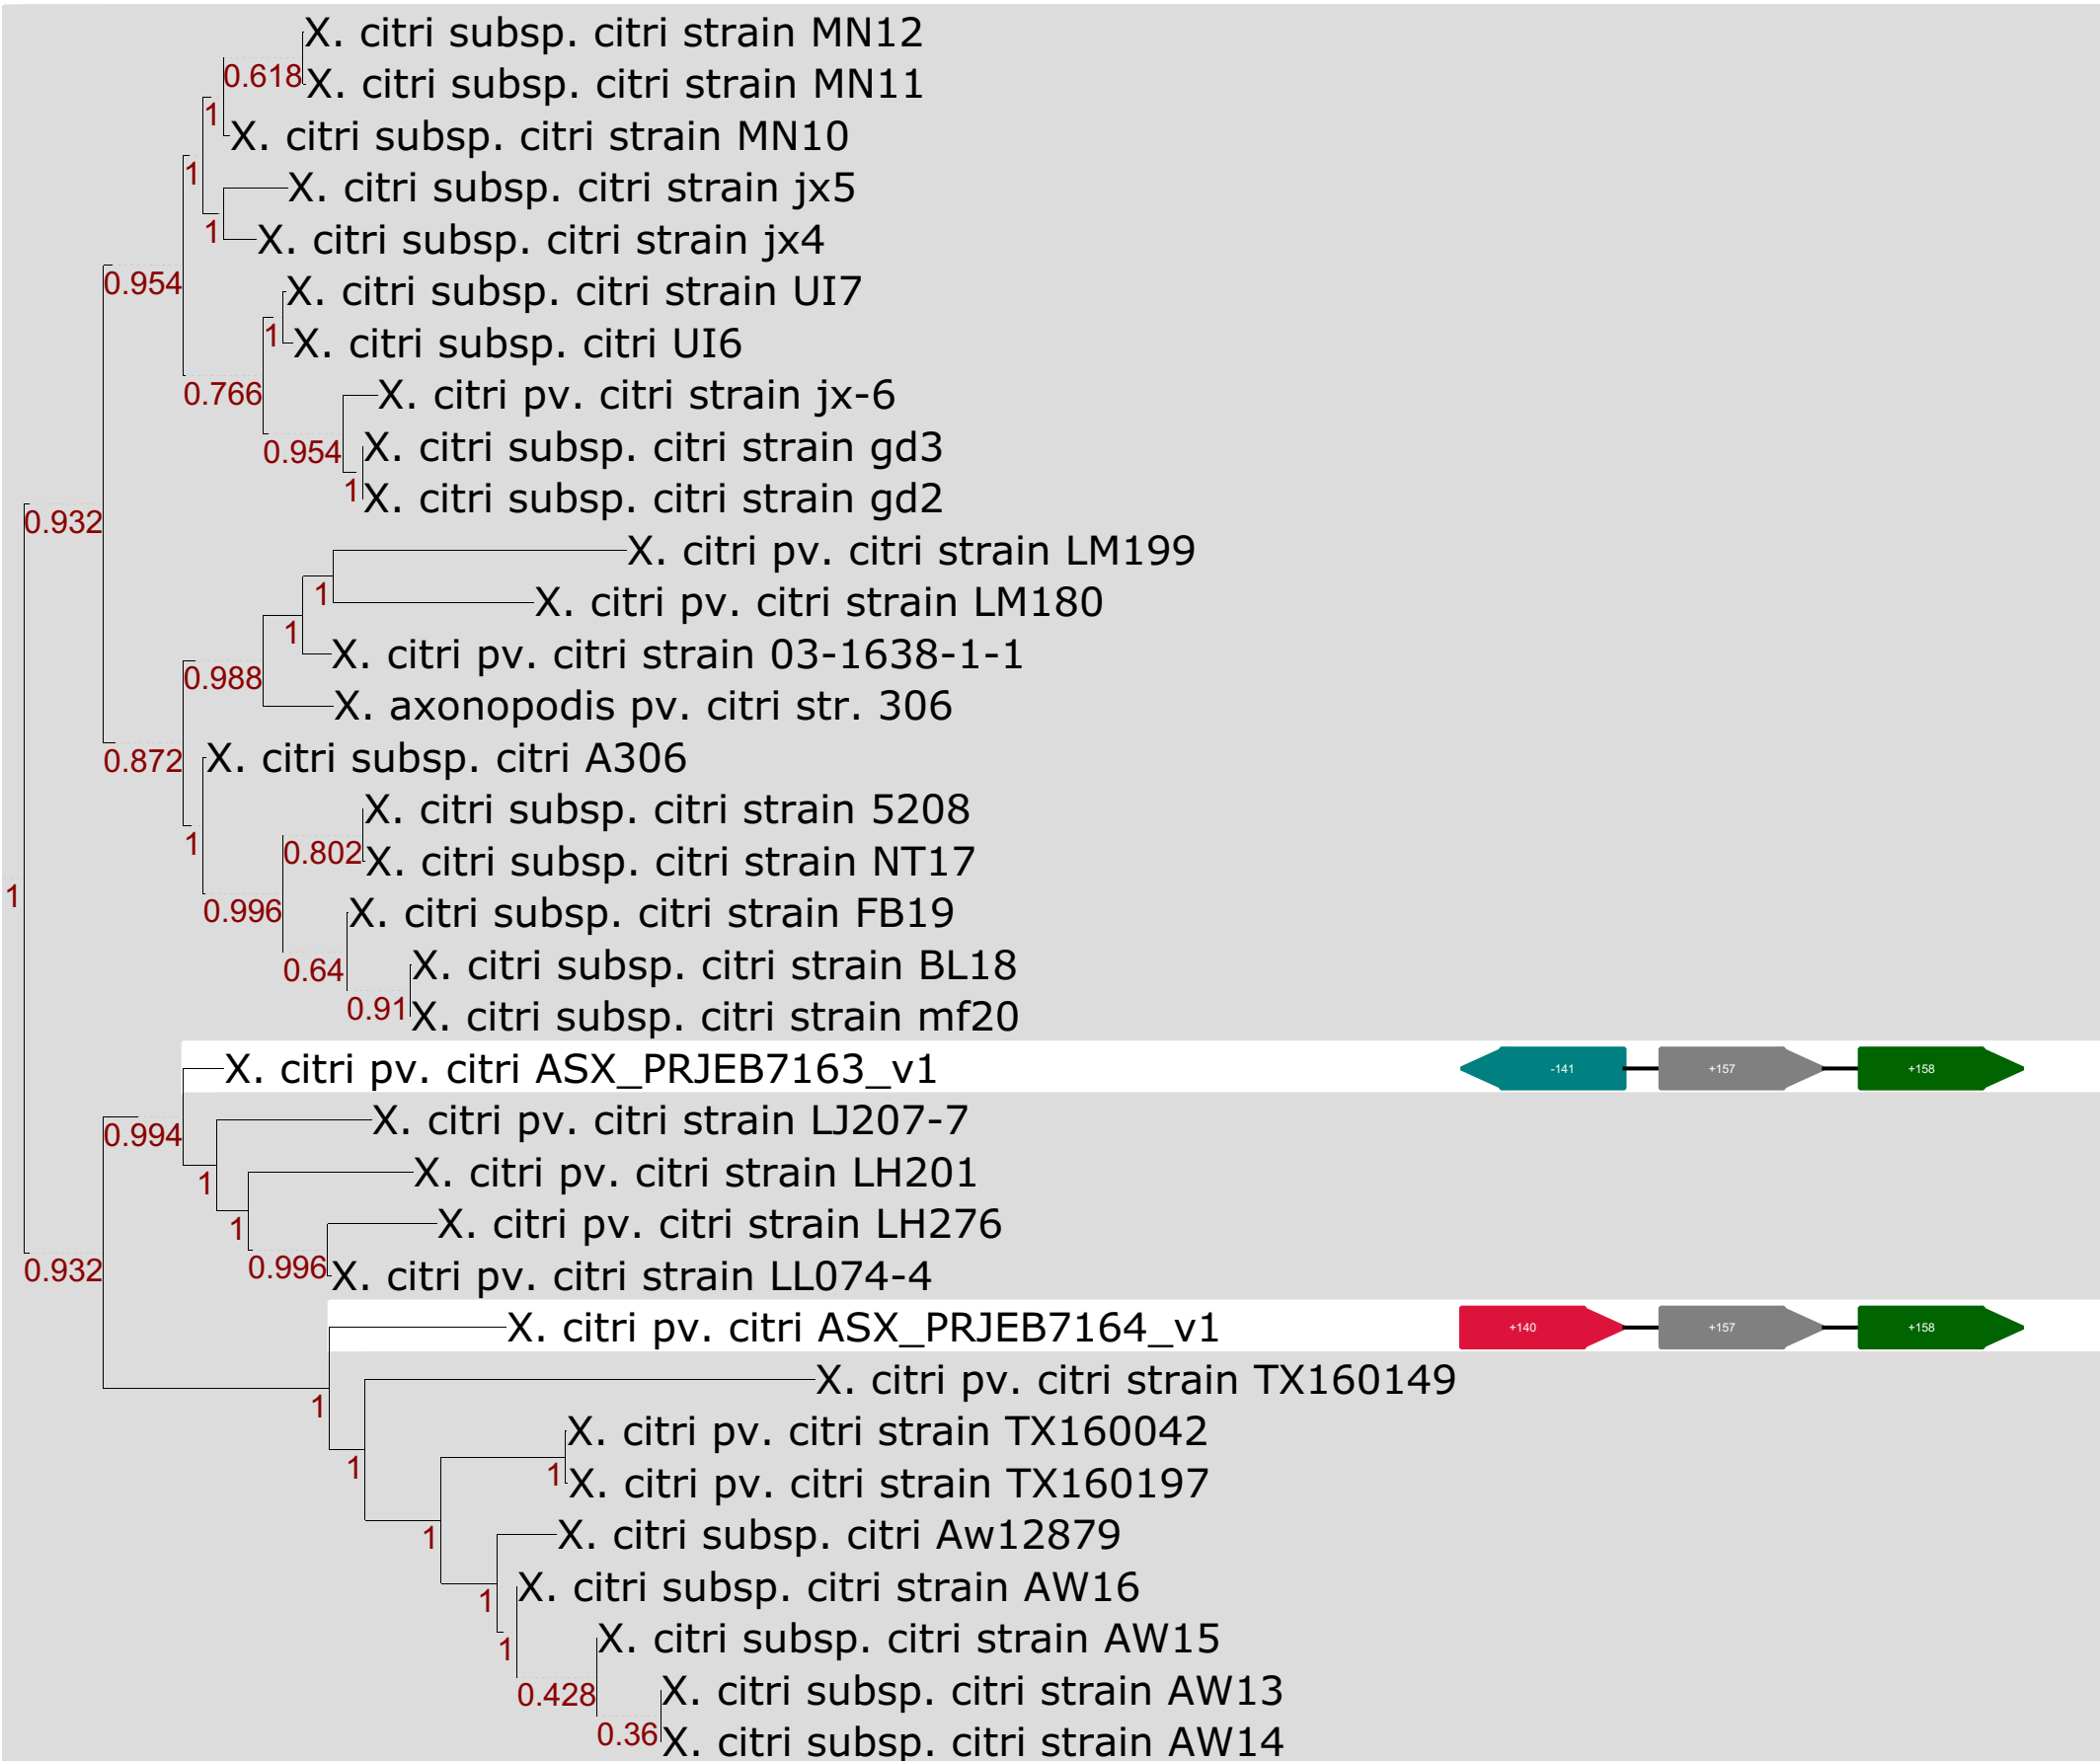 X. citri subsp. citri strain MN12
0.618
X. citri subsp. citri strain MN11
1
X. citri subsp. citri strain MN10
1
X. citri subsp. citri strain jx5
1
X. citri subsp. citri strain jx4
0.954
X. citri subsp. citri strain UI7
1
X. citri subsp. citri UI6
0.766
X. citri pv. citri strain jx-6
0.954
X. citri subsp. citri strain gd3
1
X. citri subsp. citri strain gd2
0.932
X. citri pv. citri strain LM199
1
X. citri pv. citri strain LM180
1
X. citri pv. citri strain 03-1638-1-1
0.988
X. axonopodis pv. citri str. 306
0.872
X. citri subsp. citri A306
1
X. citri subsp. citri strain 5208
0.802
X. citri subsp. citri strain NT17
1
0.996
X. citri subsp. citri strain FB19
0.64
X. citri subsp. citri strain BL18
0.91
X. citri subsp. citri strain mf20
X. citri pv. citri ASX_PRJEB7163_v1 -141 +157 +158
0.994
X. citri pv. citri strain LJ207-7
1
X. citri pv. citri strain LH201
1
X. citri pv. citri strain LH276
0.932
0.996
X. citri pv. citri strain LL074-4
X. citri pv. citri ASX_PRJEB7164_v1 +140 +157 +158
1
X. citri pv. citri strain TX160149
1
X. citri pv. citri strain TX160042
1
X. citri pv. citri strain TX160197
1
X. citri subsp. citri Aw12879
1
X. citri subsp. citri strain AW16
1
X. citri subsp. citri strain AW15
0.428
X. citri subsp. citri strain AW13
0.36
X. citri subsp. citri strain AW14